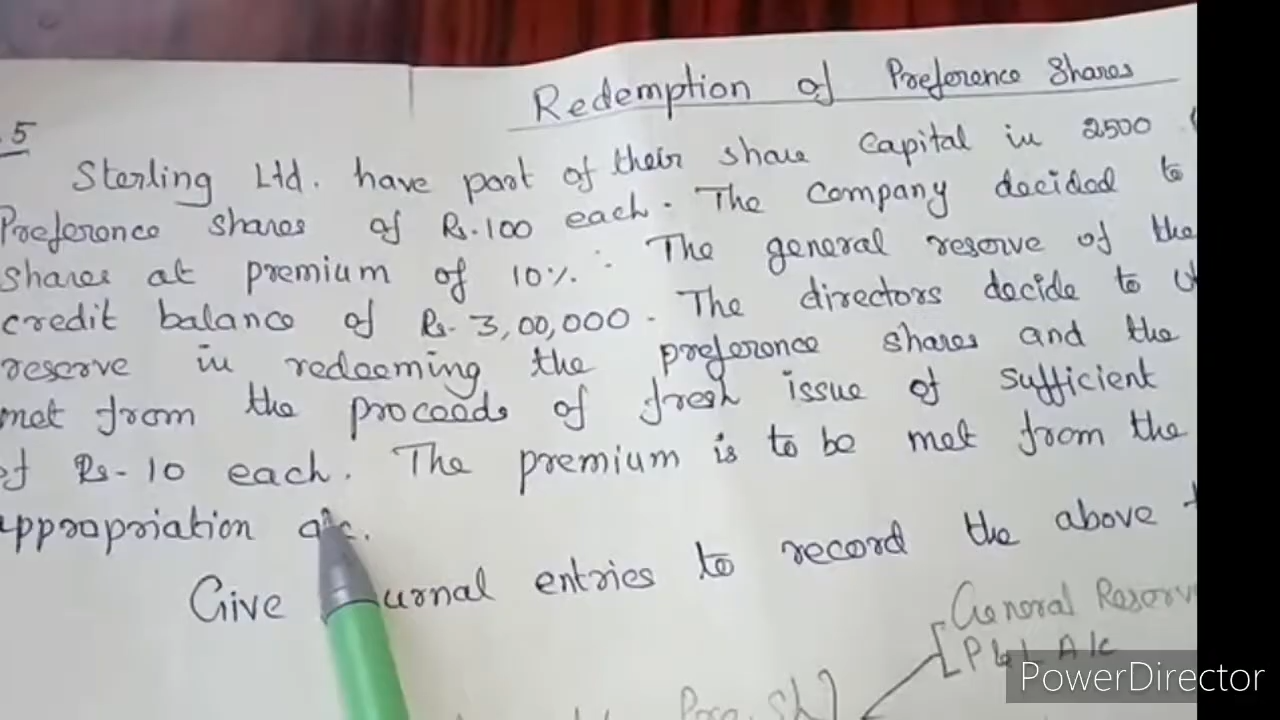 Redemption of Preference Shares
.5
Sterling Ltd. have part of their share capital in 2500
Preference shares of Rs.100 each. The company decided to
shares at premium of 10%. The general reserve of the
credit balance of Rs. 3,00,000. The directors decide to
reserve in redeeming the preference shares and the
met from the proceeds of fresh issue of sufficient
of Rs-10 each. The premium is to be met from the
appropriation a/c.
Give urnal entries to record the above
General Reserv
P&L A/c
PowerDirector